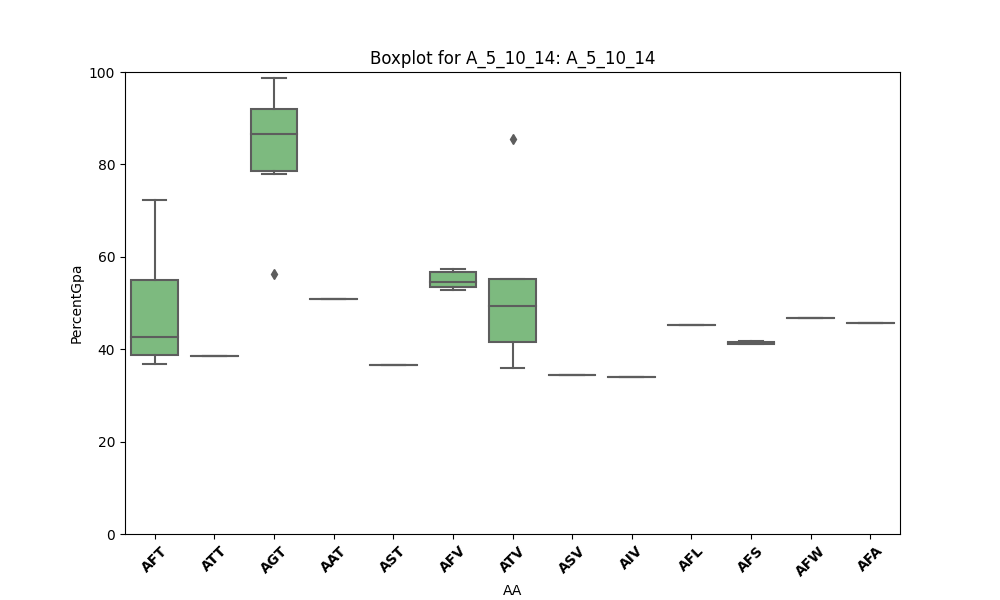 Boxplot for A_5_10_14: A_5_10_14
100
80
60
40
20
0
PercentGpa
AFT ATT AGT AAT AST AFV ATV ASV AIV AFL AFS AFW AFA
AA